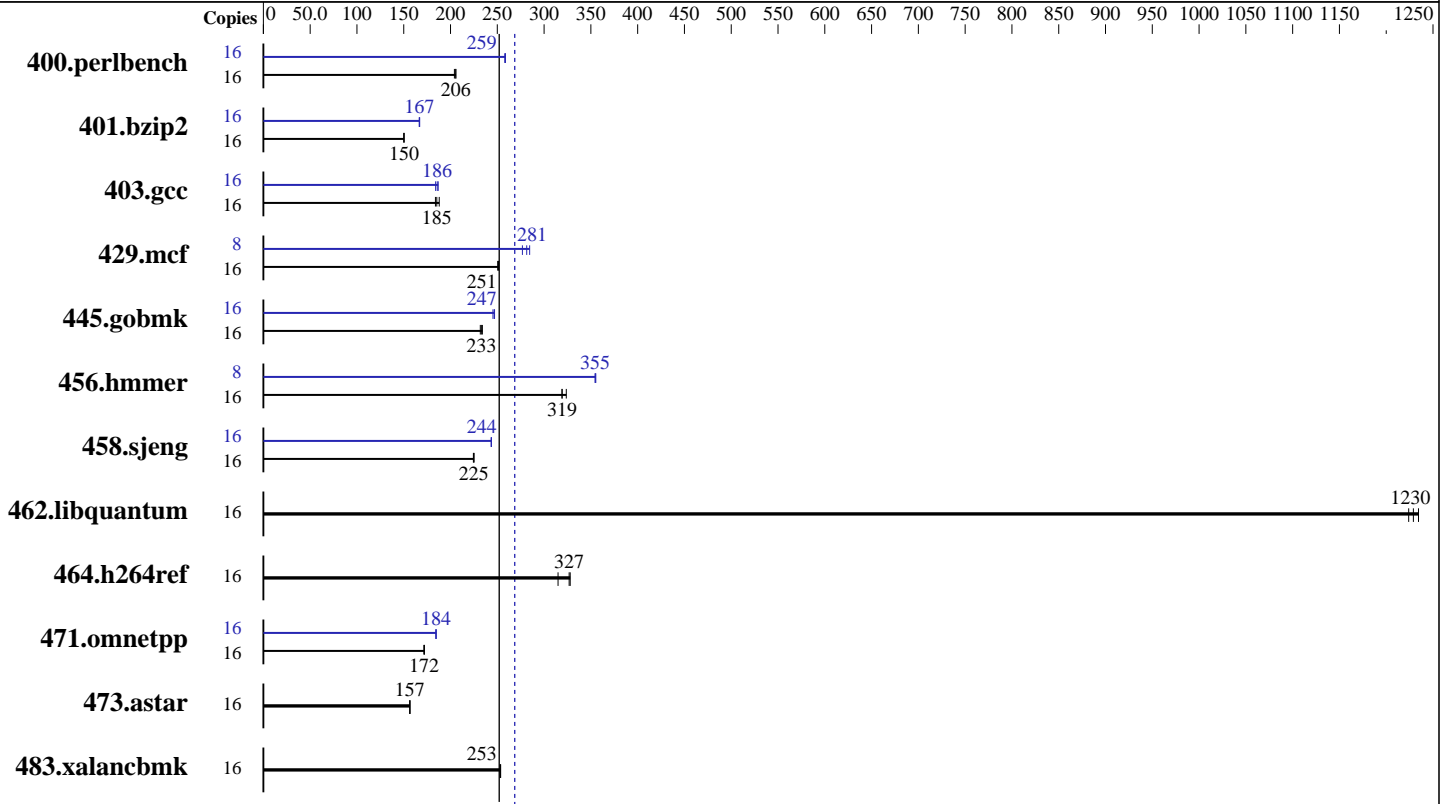 Copies 0 50.0 100 150 200 250 300 350 400 450 500 550 600 650 700 750 800 850 900 950 1000 1050 1100 1150 1250
400.perlbench 16 259
16 206
401.bzip2 16 167
16 150
403.gcc 16 186
16 185
429.mcf 8 281
16 251
445.gobmk 16 247
16 233
456.hmmer 8 355
16 319
458.sjeng 16 244
16 225
462.libquantum 16 1230
464.h264ref 16 327
471.omnetpp 16 184
16 172
473.astar 16 157
483.xalancbmk 16 253